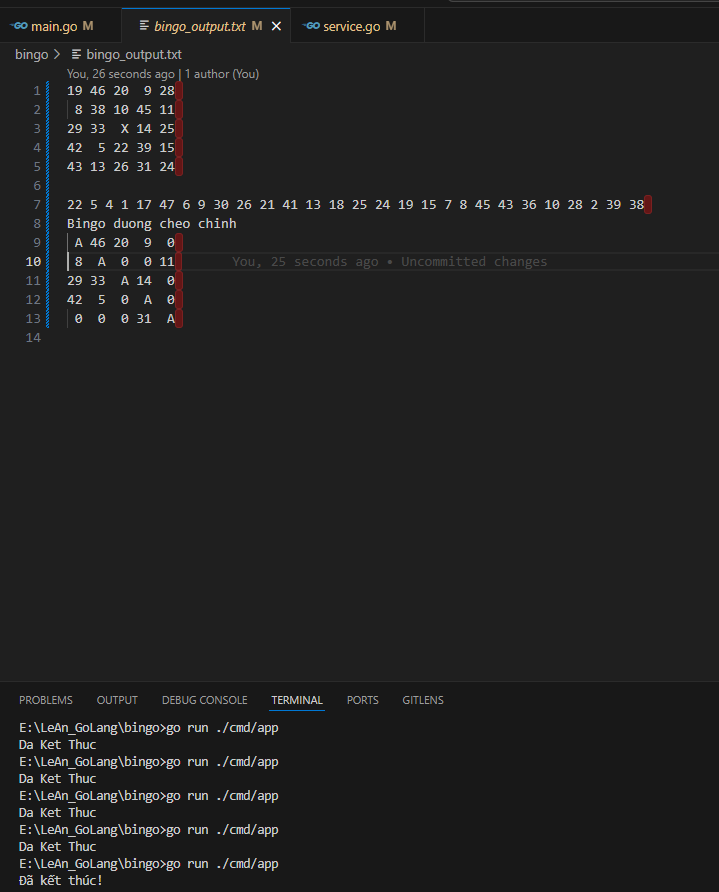 main.go M
bingo_output.txt M
service.go M
bingo > bingo_output.txt
You, 26 seconds ago | 1 author (You)
1 19 46 20 9 28
2 8 38 10 45 11
3 29 33 X 14 25
4 42 5 22 39 15
5 43 13 26 31 24
6
7 22 5 4 1 17 47 6 9 30 26 21 41 13 18 25 24 19 15 7 8 45 43 36 10 28 2 39 38
8 Bingo duong cheo chinh
9 A 46 20 9 0
10 8 A 0 0 11 You, 25 seconds ago • Uncommitted changes
11 29 33 A 14 0
12 42 5 0 A 0
13 0 0 0 31 A
14
PROBLEMS OUTPUT DEBUG CONSOLE TERMINAL PORTS GITLENS
E:\LeAn_GoLang\bingo>go run ./cmd/app
Da Ket Thuc
E:\LeAn_GoLang\bingo>go run ./cmd/app
Da Ket Thuc
E:\LeAn_GoLang\bingo>go run ./cmd/app
Da Ket Thuc
E:\LeAn_GoLang\bingo>go run ./cmd/app
Da Ket Thuc
E:\LeAn_GoLang\bingo>go run ./cmd/app
Đã kết thúc!